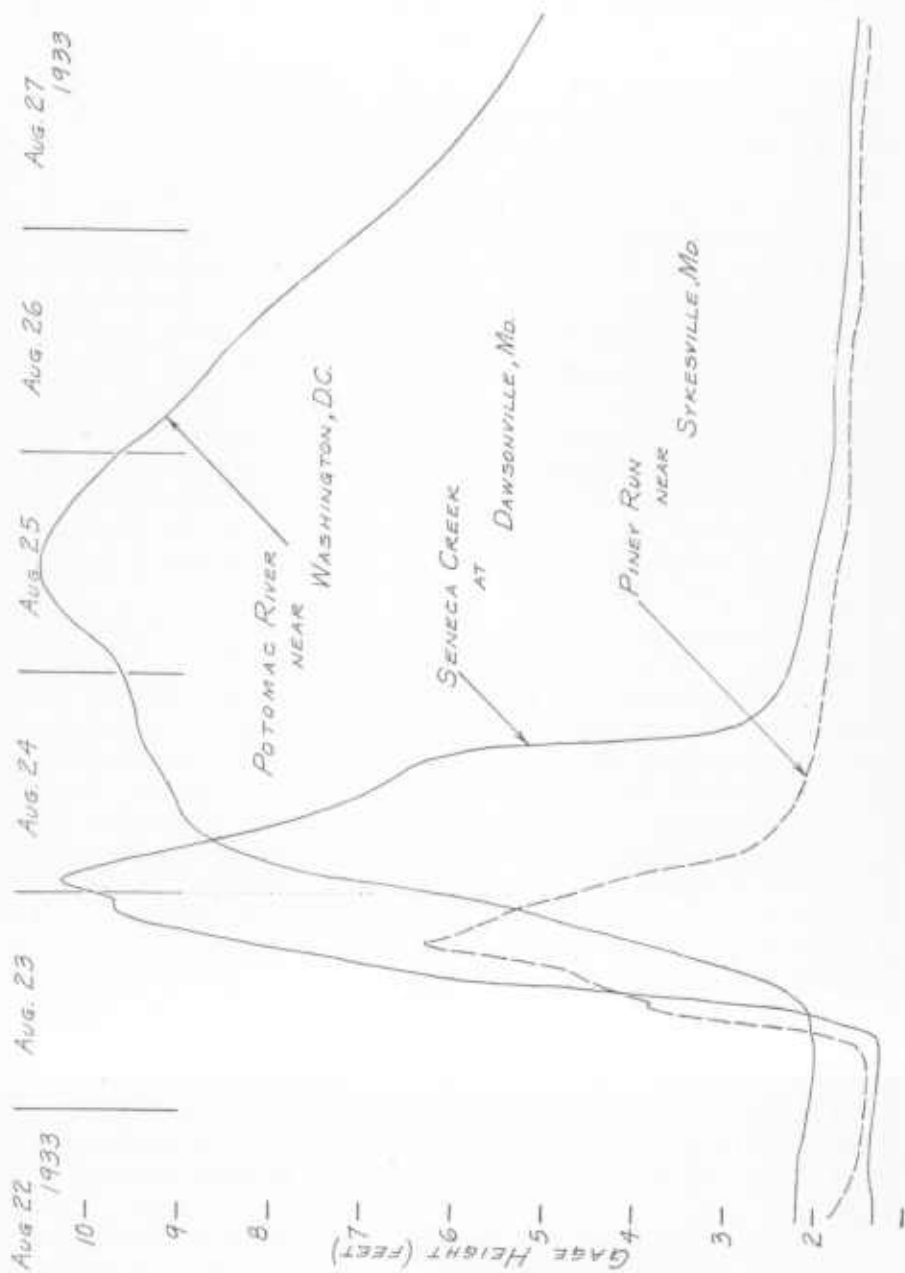 AUG 22
1933
AUG. 23
AUG. 24
AUG. 25
AUG. 26
AUG. 27
1933
GAGE HEIGHT (FEET)
10
9
8
7
6
5
4
3
2
POTOMAC RIVER
NEAR
WASHINGTON, D.C.
SENECA CREEK
AT
DAWSONVILLE, MD.
PINEY RUN
NEAR
SYKESVILLE, MD.